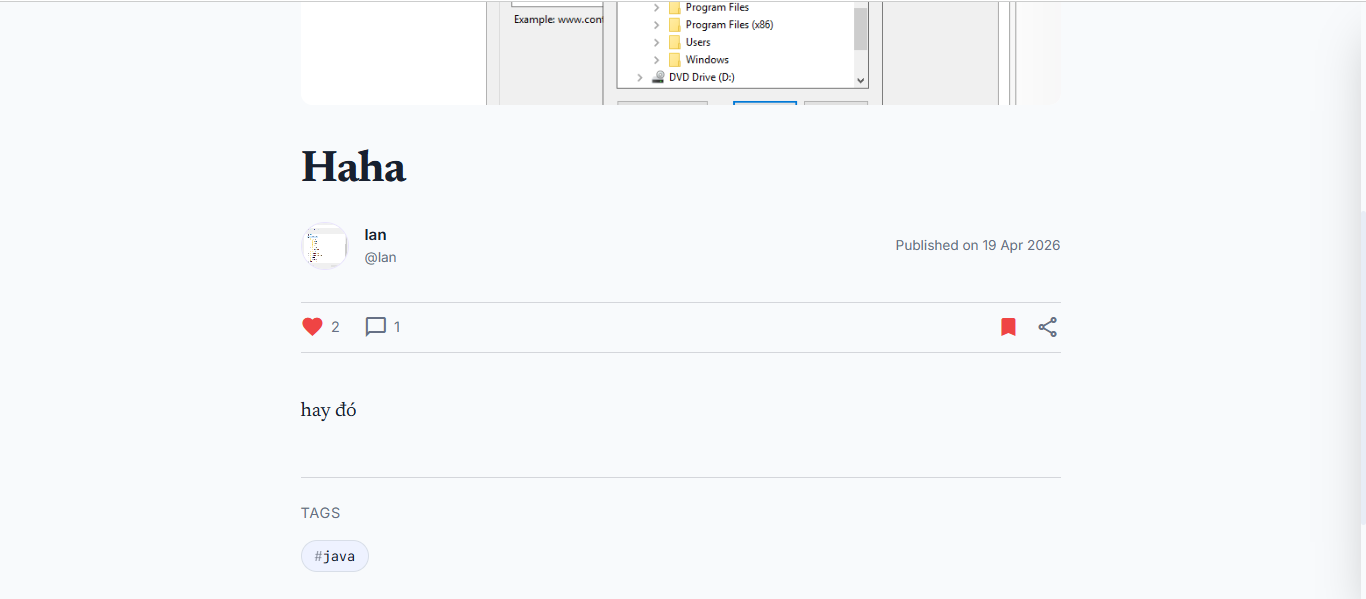 Program Files
Example: www.cont
Program Files (x86)
Users
Windows
DVD Drive (D:)
Haha
lan
@lan
Published on 19 Apr 2026
2
1
hay đó
TAGS
#java